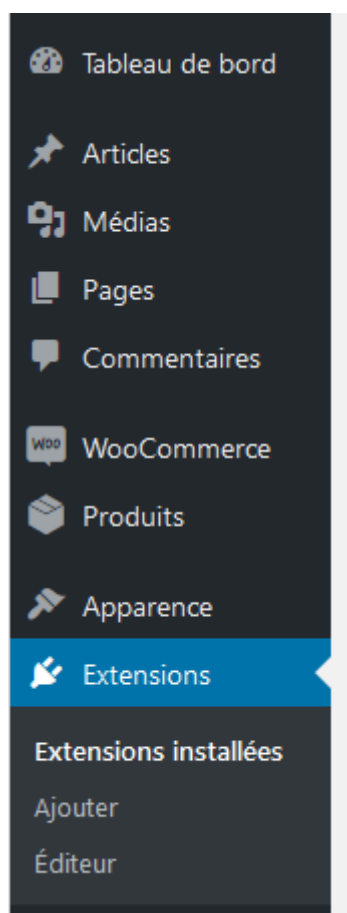 Tableau de bord
Articles
Médias
Pages
Commentaires
Woo WooCommerce
Produits
Apparence
Extensions
Extensions installées
Ajouter
Éditeur